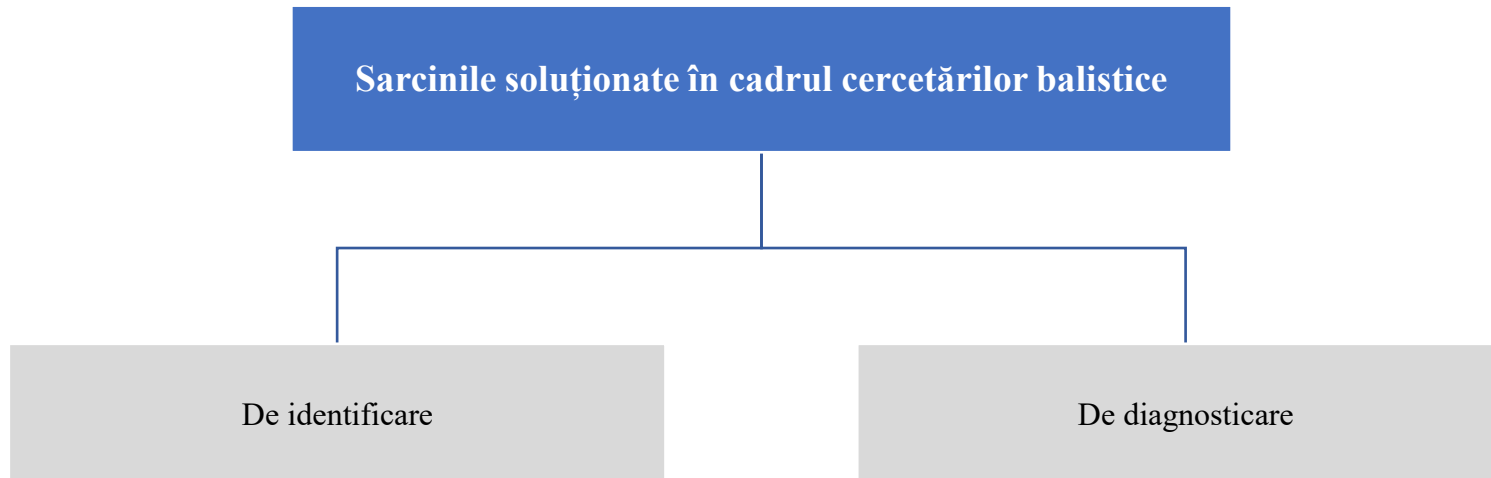 Sarcinile soluționate în cadrul cercetărilor balistice
De identificare
De diagnosticare